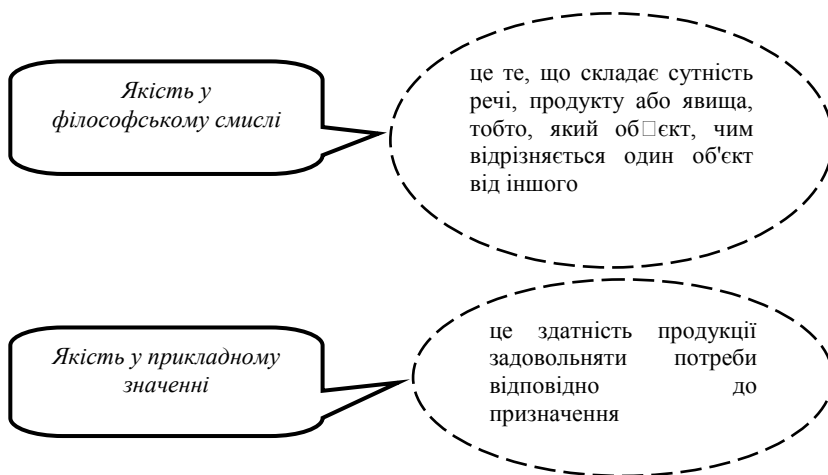 Якість у
філософському смислі
це те, що складає сутність
речі, продукту або явища,
тобто, який об□єкт, чим
відрізняється один об'єкт
від іншого
Якість у прикладному
значенні
це здатність продукції
задовольняти потреби
відповідно до
призначення